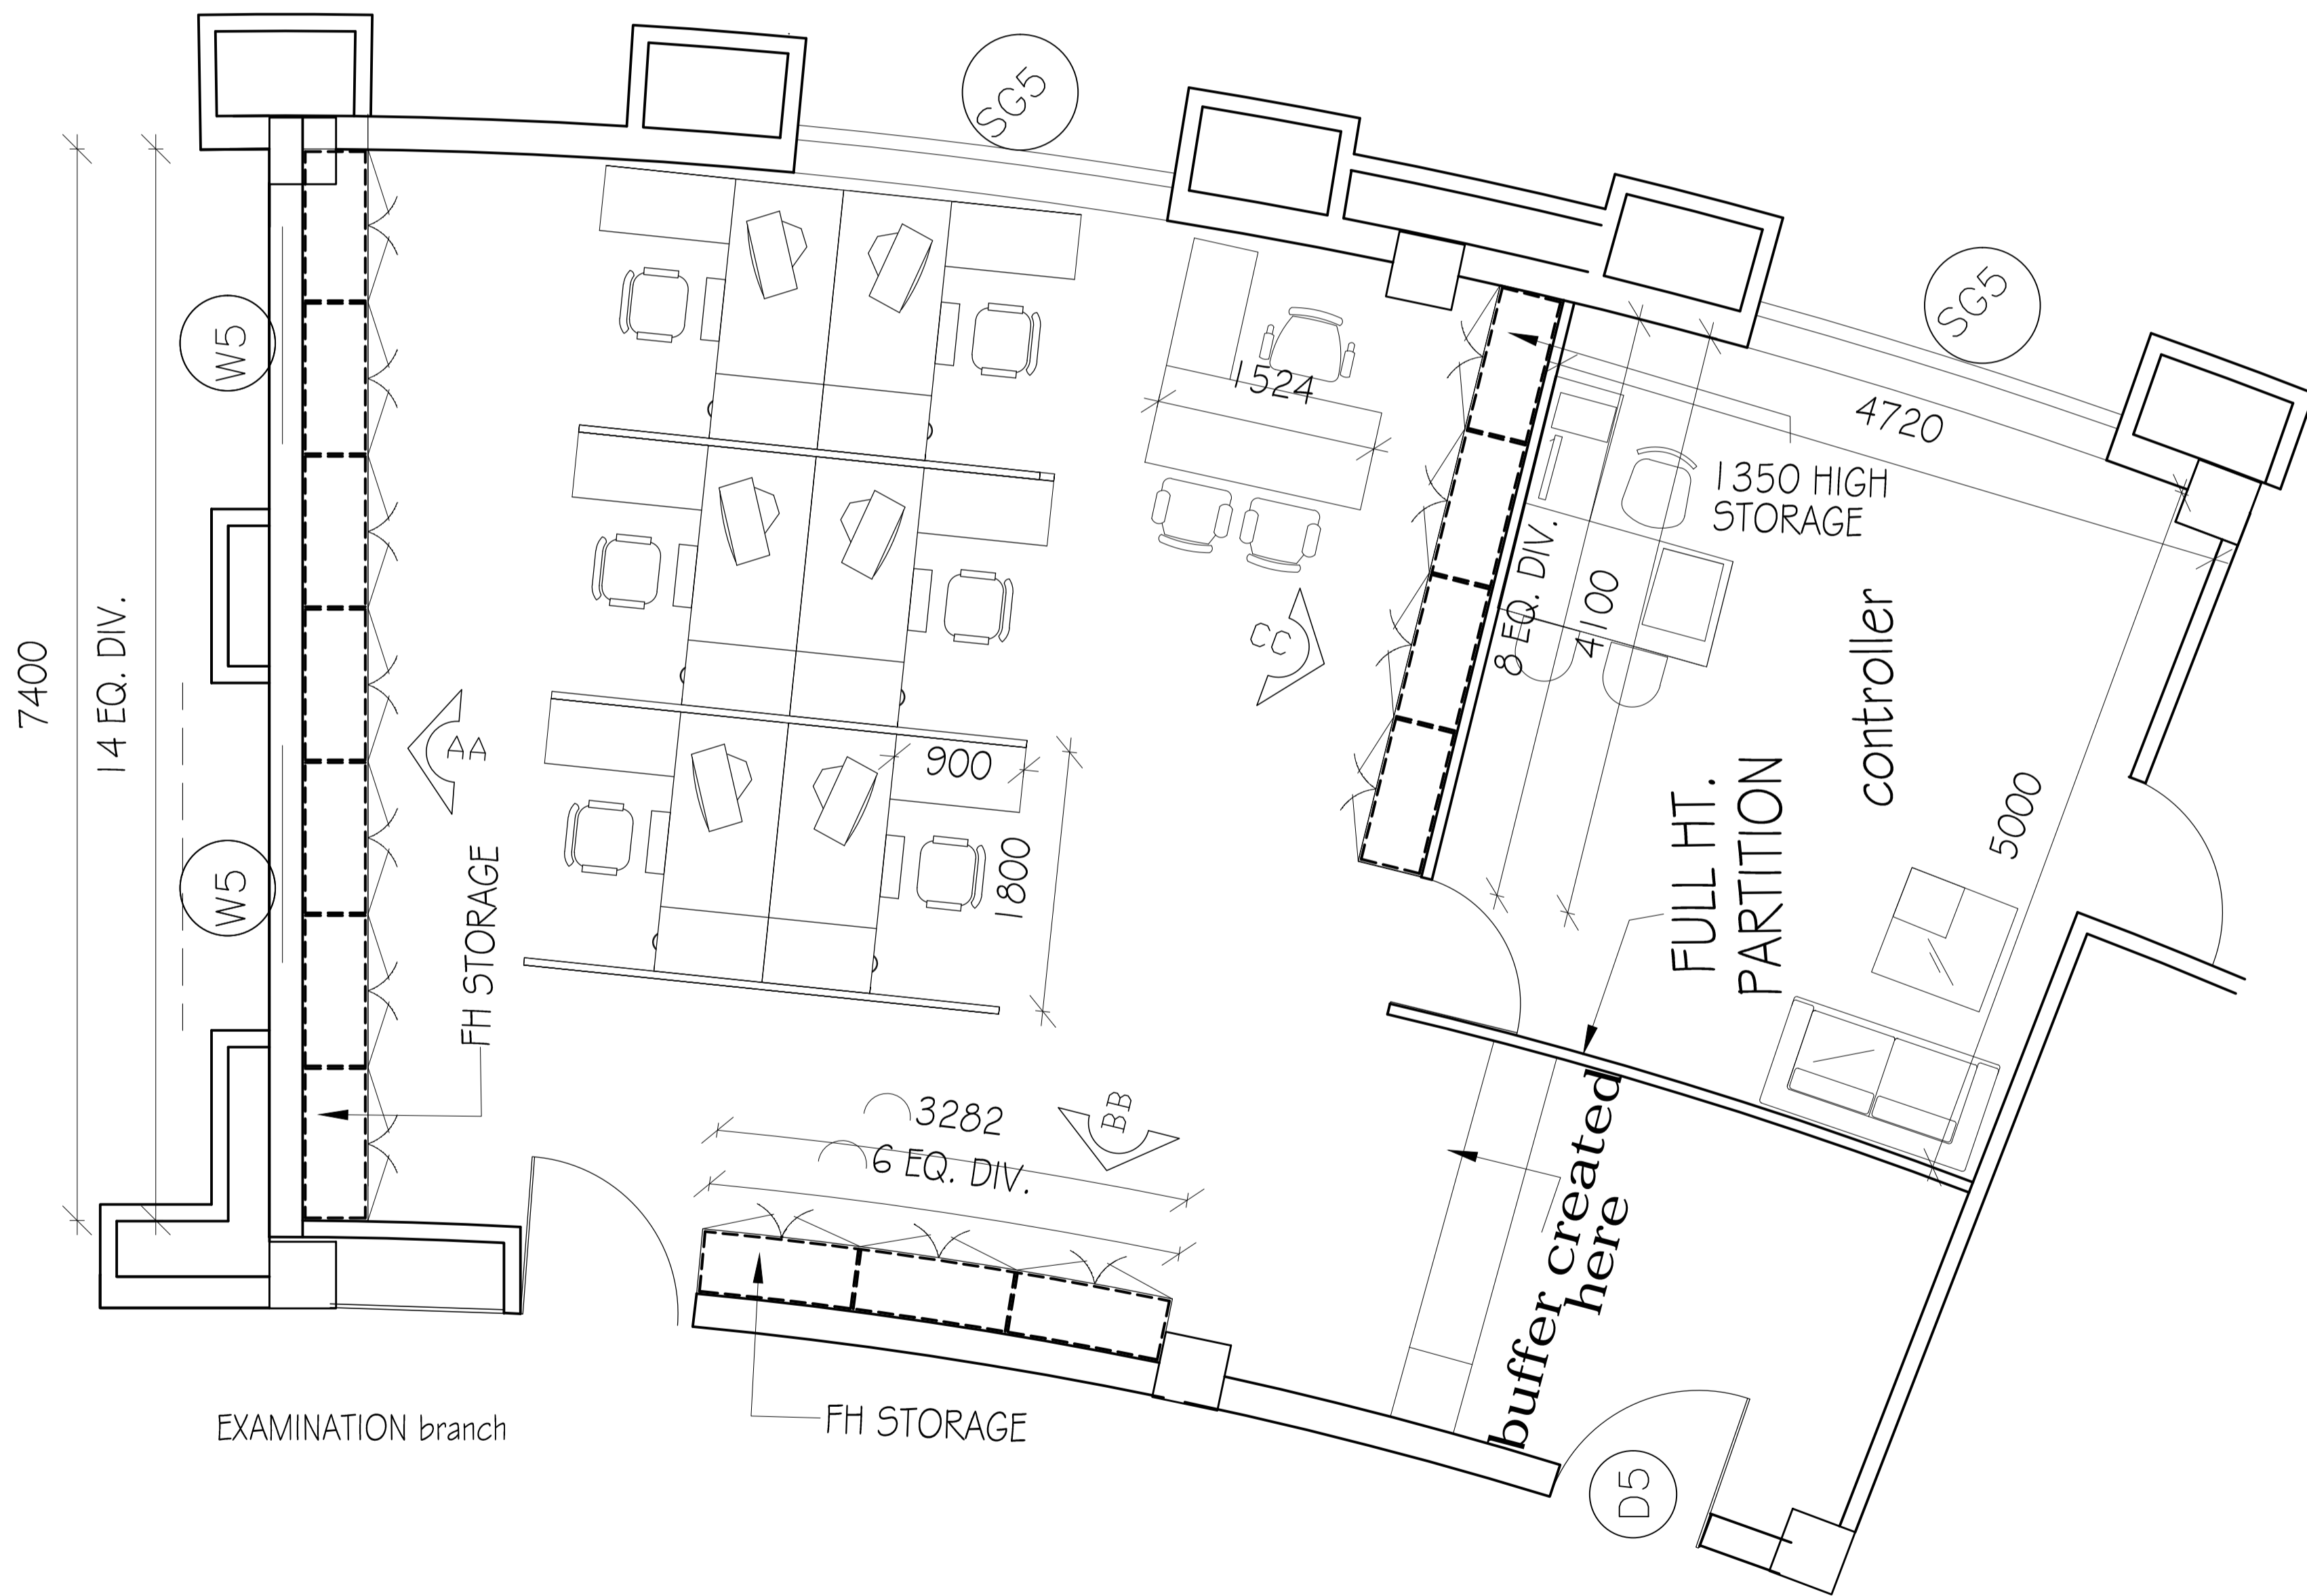 SG5
SG5
W5
1524
4720
1350 HIGH
STORAGE
7400
14 EQ. DIV.
CC
8 EQ. DIV.
4100
controller
AA
900
FULL HT.
PARTITION
5000
W5
FH STORAGE
1800
3282
6 EQ. DIV.
BB
buffer created
here
EXAMINATION branch
FH STORAGE
D5